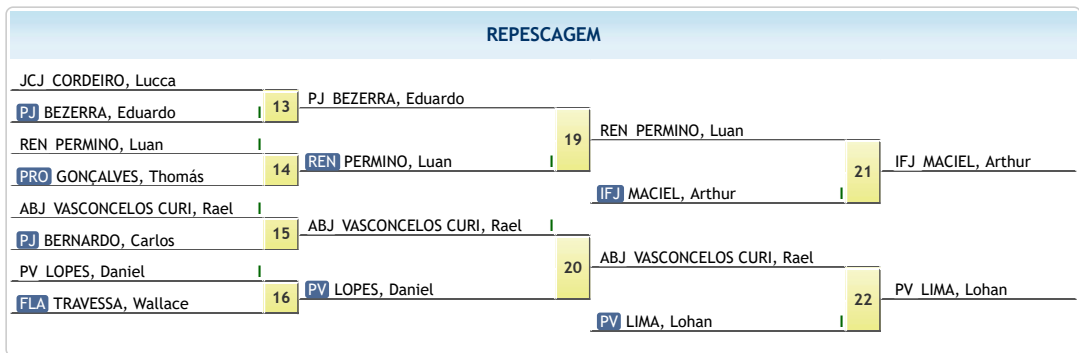 REPESCAGEM
JCJ CORDEIRO, Lucca
PJ BEZERRA, Eduardo I
13
REN PERMINO, Luan I
PRO GONÇALVES, Thomás
14
ABJ VASCONCELOS CURI, Rael I
PJ BERNARDO, Carlos
15
PV LOPES, Daniel I
FLA TRAVESSA, Wallace
16
PJ BEZERRA, Eduardo
REN PERMINO, Luan I
19
ABJ VASCONCELOS CURI, Rael I
PV LOPES, Daniel
20
REN PERMINO, Luan
IFJ MACIEL, Arthur I
21
ABJ VASCONCELOS CURI, Rael
PV LIMA, Lohan I
22
IFJ MACIEL, Arthur
PV LIMA, Lohan